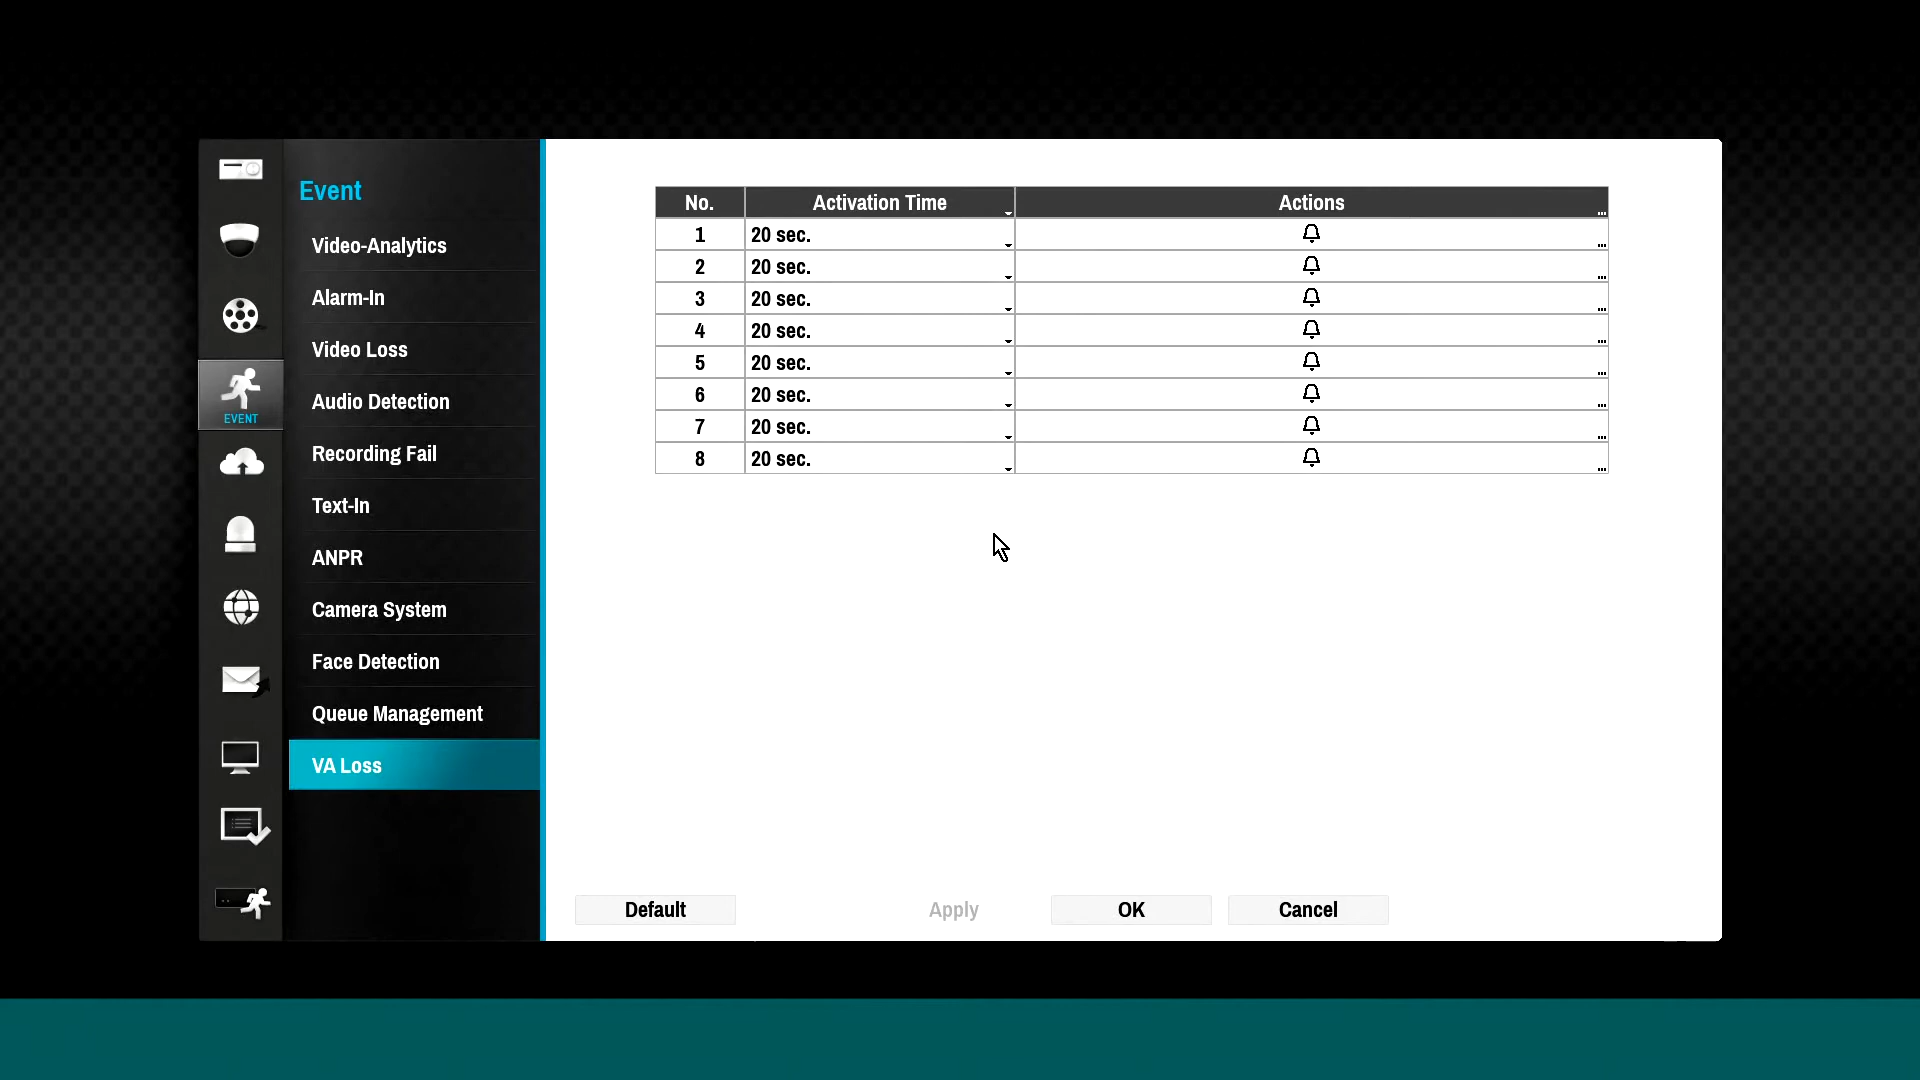 Event
Video-Analytics
Alarm-In
Video Loss
Audio Detection
Recording Fail
Text-In
ANPR
Camera System
Face Detection
Queue Management
VA Loss
EVENT
No. Activation Time Actions
1 20 sec.
2 20 sec.
3 20 sec.
4 20 sec.
5 20 sec.
6 20 sec.
7 20 sec.
8 20 sec.
Default Apply OK Cancel